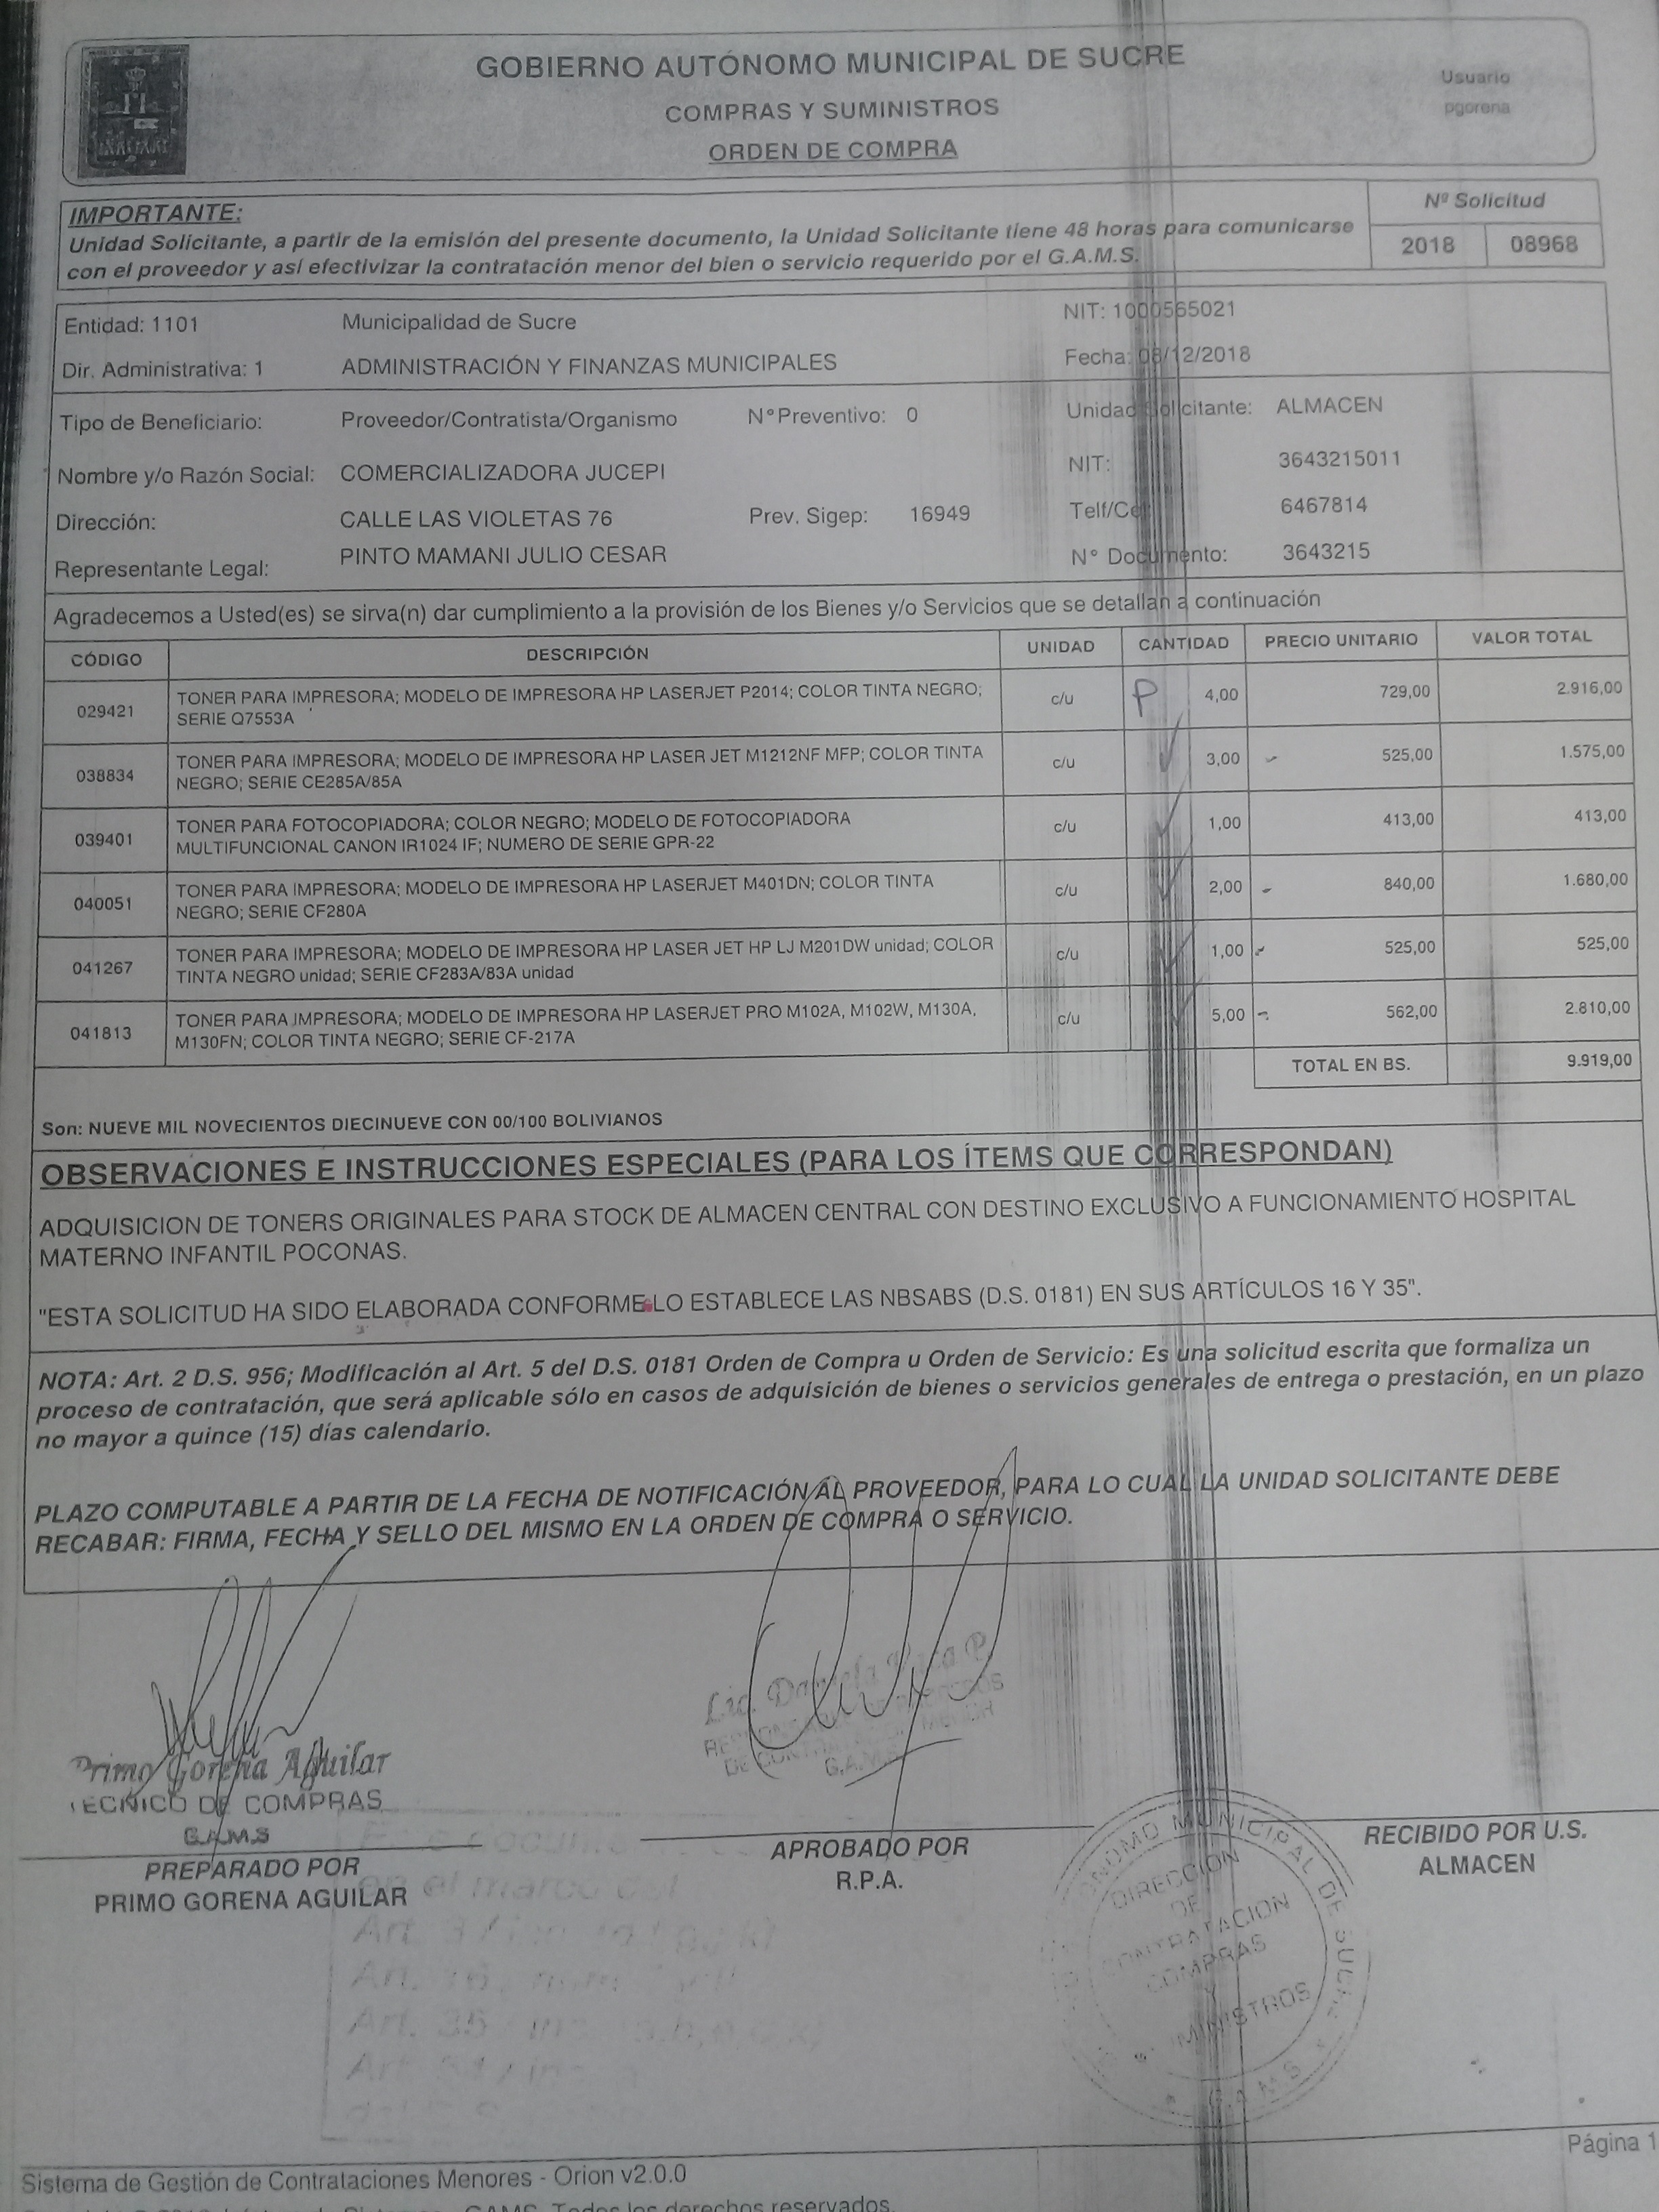 GOBIERNO AUTÓNOMO MUNICIPAL DE SUCRE
COMPRAS Y SUMINISTROS
ORDEN DE COMPRA
Usuario
pgorena
IMPORTANTE:
Unidad Solicitante, a partir de la emisión del presente documento, la Unidad Solicitante tiene 48 horas para comunicarse
con el proveedor y así efectivizar la contratación menor del bien o servicio requerido por el G.A.M.S.
Nº Solicitud
2018 08968
Entidad: 1101 Municipalidad de Sucre NIT: 1000565021
Dir. Administrativa: 1 ADMINISTRACIÓN Y FINANZAS MUNICIPALES Fecha: 08/12/2018
Tipo de Beneficiario: Proveedor/Contratista/Organismo N°Preventivo: 0 Unidad Solicitante: ALMACEN
Nombre y/o Razón Social: COMERCIALIZADORA JUCEPI NIT: 3643215011
Dirección: CALLE LAS VIOLETAS 76 Prev. Sigep: 16949 Telf/Cel: 6467814
Representante Legal: PINTO MAMANI JULIO CESAR N° Documento: 3643215
Agradecemos a Usted(es) se sirva(n) dar cumplimiento a la provisión de los Bienes y/o Servicios que se detallan a continuación
CÓDIGO DESCRIPCIÓN UNIDAD CANTIDAD PRECIO UNITARIO VALOR TOTAL
029421 TONER PARA IMPRESORA; MODELO DE IMPRESORA HP LASERJET P2014; COLOR TINTA NEGRO; c/u P 4,00 729,00 2.916,00
SERIE Q7553A
038834 TONER PARA IMPRESORA; MODELO DE IMPRESORA HP LASER JET M1212NF MFP; COLOR TINTA c/u 3,00 525,00 1.575,00
NEGRO; SERIE CE285A/85A
039401 TONER PARA FOTOCOPIADORA; COLOR NEGRO; MODELO DE FOTOCOPIADORA c/u 1,00 413,00 413,00
MULTIFUNCIONAL CANON IR1024 IF; NUMERO DE SERIE GPR-22
040051 TONER PARA IMPRESORA; MODELO DE IMPRESORA HP LASERJET M401DN; COLOR TINTA c/u 2,00 840,00 1.680,00
NEGRO; SERIE CF280A
041267 TONER PARA IMPRESORA; MODELO DE IMPRESORA HP LASER JET HP LJ M201DW unidad; COLOR c/u 1,00 525,00 525,00
TINTA NEGRO unidad; SERIE CF283A/83A unidad
041813 TONER PARA IMPRESORA; MODELO DE IMPRESORA HP LASERJET PRO M102A, M102W, M130A, c/u 5,00 562,00 2.810,00
M130FN; COLOR TINTA NEGRO; SERIE CF-217A
TOTAL EN BS. 9.919,00
Son: NUEVE MIL NOVECIENTOS DIECINUEVE CON 00/100 BOLIVIANOS
OBSERVACIONES E INSTRUCCIONES ESPECIALES (PARA LOS ÍTEMS QUE CORRESPONDAN)
ADQUISICION DE TONERS ORIGINALES PARA STOCK DE ALMACEN CENTRAL CON DESTINO EXCLUSIVO A FUNCIONAMIENTO HOSPITAL
MATERNO INFANTIL POCONAS.
"ESTA SOLICITUD HA SIDO ELABORADA CONFORME LO ESTABLECE LAS NBSABS (D.S. 0181) EN SUS ARTÍCULOS 16 Y 35".
NOTA: Art. 2 D.S. 956; Modificación al Art. 5 del D.S. 0181 Orden de Compra u Orden de Servicio: Es una solicitud escrita que formaliza un
proceso de contratación, que será aplicable sólo en casos de adquisición de bienes o servicios generales de entrega o prestación, en un plazo
no mayor a quince (15) días calendario.
PLAZO COMPUTABLE A PARTIR DE LA FECHA DE NOTIFICACIÓN AL PROVEEDOR, PARA LO CUAL LA UNIDAD SOLICITANTE DEBE
RECABAR: FIRMA, FECHA Y SELLO DEL MISMO EN LA ORDEN DE COMPRA O SERVICIO.
Primo Gorena Aguilar
TECNICO DE COMPRAS
G.A.M.S
PREPARADO POR
PRIMO GORENA AGUILAR
APROBADO POR
R.P.A.
DIRECCION
DE
CONTRATACION
COMPRAS
RECIBIDO POR U.S.
ALMACEN
Sistema de Gestión de Contrataciones Menores - Orion v2.0.0
Página 1